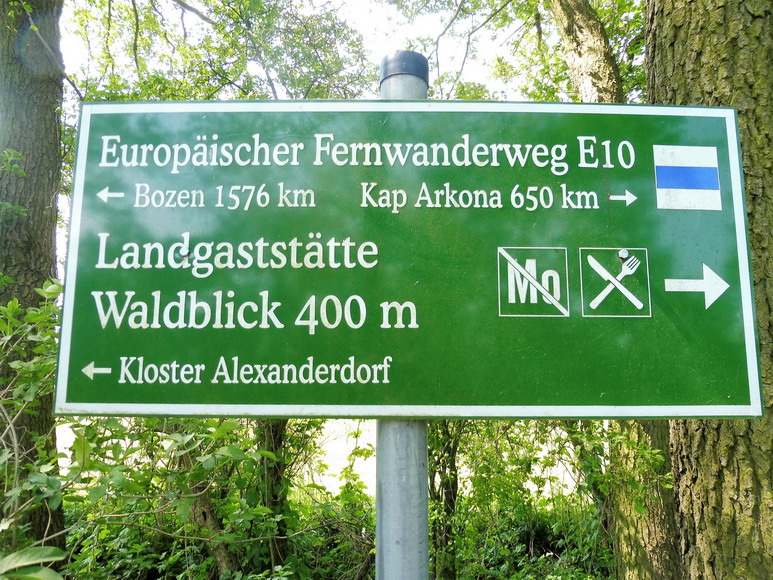 Europäischer Fernwanderweg E10
← Bozen 1576 km Kap Arkona 650 km →
Landgaststätte
Waldblick 400 m
Mo
→
← Kloster Alexanderdorf